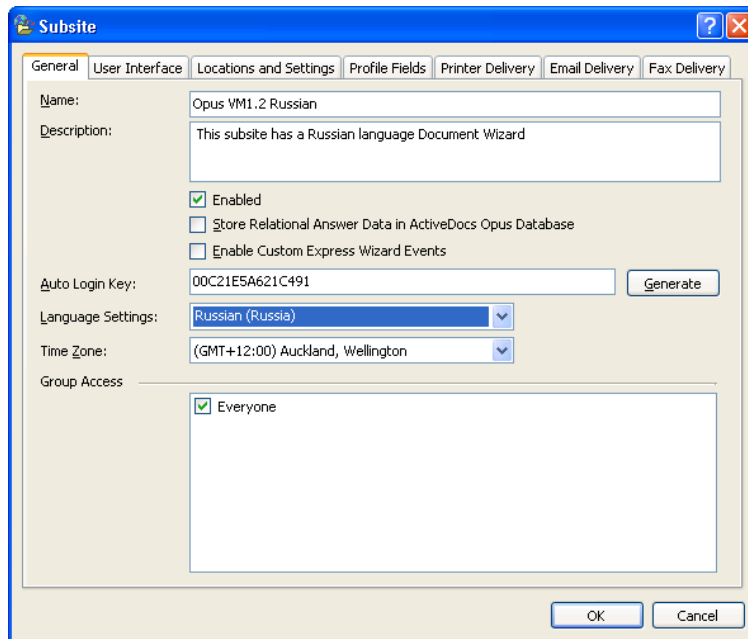 Subsite
General User Interface Locations and Settings Profile Fields Printer Delivery Email Delivery Fax Delivery
Name: Opus VM1.2 Russian
Description: This subsite has a Russian language Document Wizard
Enabled
Store Relational Answer Data in ActiveDocs Opus Database
Enable Custom Express Wizard Events
Auto Login Key: 00C21E5A621C491 Generate
Language Settings: Russian (Russia)
Time Zone: (GMT+12:00) Auckland, Wellington
Group Access
Everyone
OK Cancel